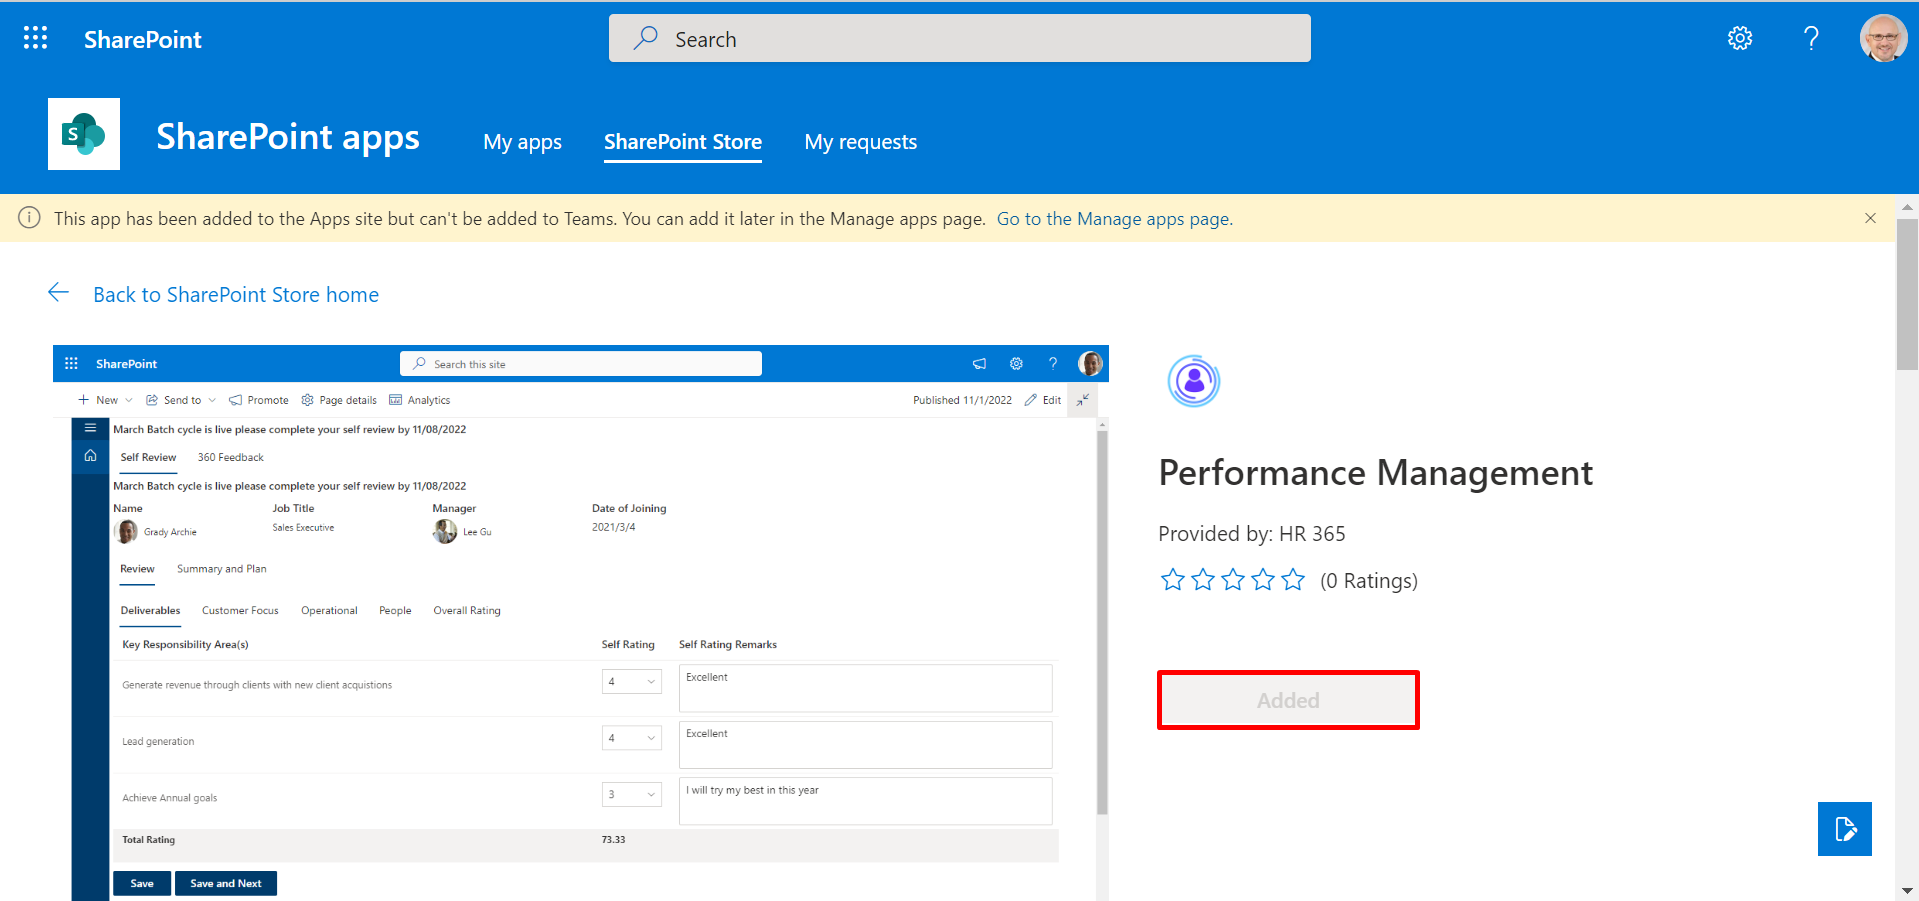 SharePoint
Search
?
S
SharePoint apps
My apps
SharePoint Store
My requests
This app has been added to the Apps site but can't be added to Teams. You can add it later in the Manage apps page. Go to the Manage apps page.
Back to SharePoint Store home
SharePoint
Search this site
?
New
Send to
Promote
Page details
Analytics
Published 11/1/2022
Edit
March Batch cycle is live please complete your self review by 11/08/2022
Self Review
360 Feedback
March Batch cycle is live please complete your self review by 11/08/2022
Name
Job Title
Manager
Date of Joining
Grady Archie
Sales Executive
Lee Gu
2021/3/4
Review
Summary and Plan
Deliverables
Customer Focus
Operational
People
Overall Rating
Key Responsibility Area(s)
Self Rating
Self Rating Remarks
Generate revenue through clients with new client acquistions
4
Excellent
Lead generation
4
Excellent
Achieve Annual goals
3
I will try my best in this year
Total Rating
73.33
Save
Save and Next
Performance Management
Provided by: HR 365
(0 Ratings)
Added